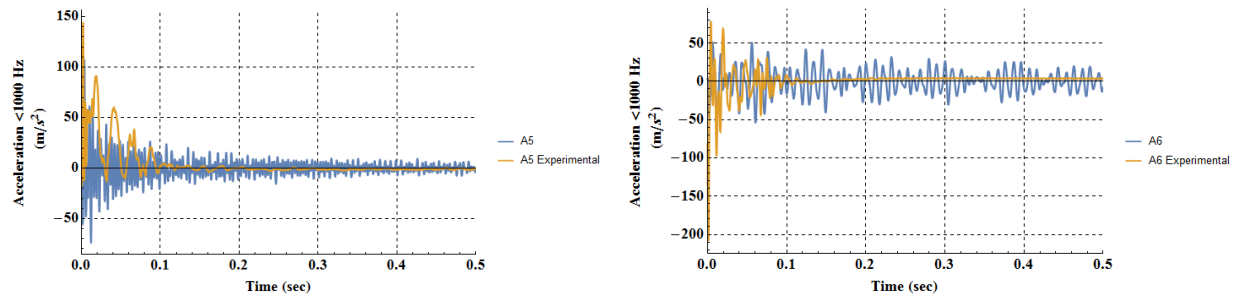 Acceleration <1000 Hz
(m/s²)
150
100
50
0
−50
0.0 0.1 0.2 0.3 0.4 0.5
Time (sec)
A5
A5 Experimental
Acceleration <1000 Hz
(m/s²)
50
0
−50
−100
−150
−200
0.0 0.1 0.2 0.3 0.4 0.5
Time (sec)
A6
A6 Experimental